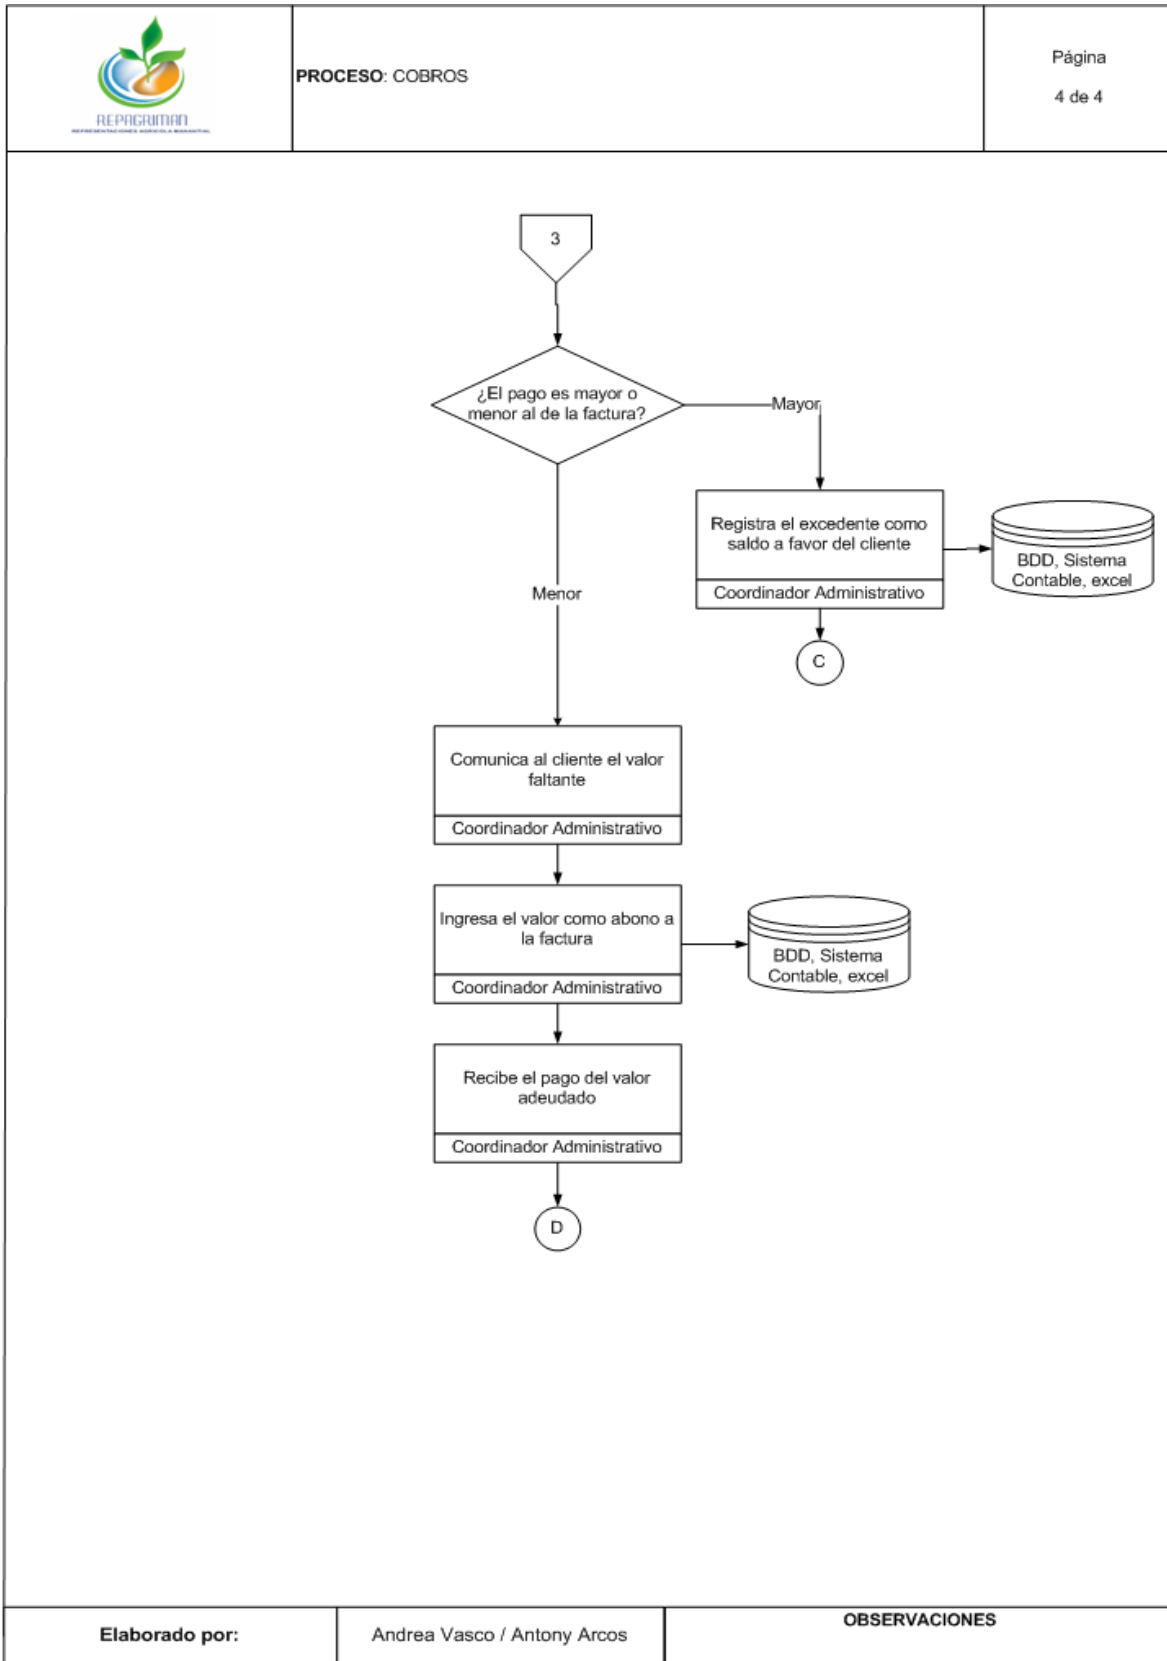 REPAGRIMAN
REPRESENTACIONES AGRICOLA MANANTIAL
PROCESO: COBROS
Página
4 de 4
3
¿El pago es mayor o
menor al de la factura?
Mayor
Registra el excedente como
saldo a favor del cliente
Coordinador Administrativo
BDD, Sistema
Contable, excel
C
Menor
Comunica al cliente el valor
faltante
Coordinador Administrativo
Ingresa el valor como abono a
la factura
Coordinador Administrativo
BDD, Sistema
Contable, excel
Recibe el pago del valor
adeudado
Coordinador Administrativo
D
Elaborado por:
Andrea Vasco / Antony Arcos
OBSERVACIONES